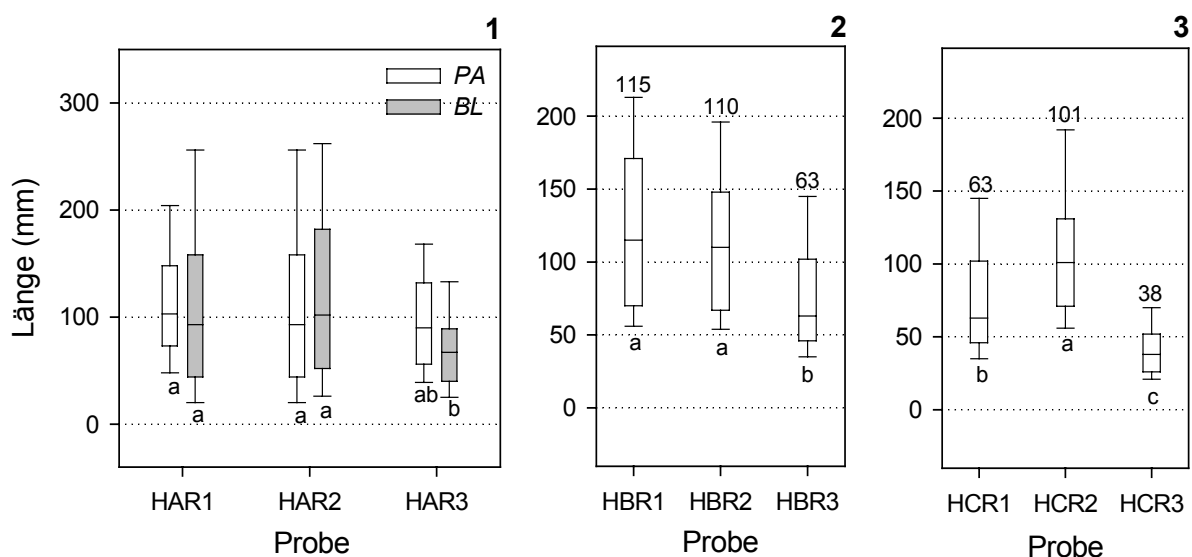 1
2
3
PA
BL
Länge (mm)
300
200
100
0
a
a
a
a
ab
b
HAR1 HAR2 HAR3
Probe
200
150
100
50
0
115
110
63
a
a
b
HBR1 HBR2 HBR3
Probe
200
150
100
50
0
63
101
38
b
a
c
HCR1 HCR2 HCR3
Probe